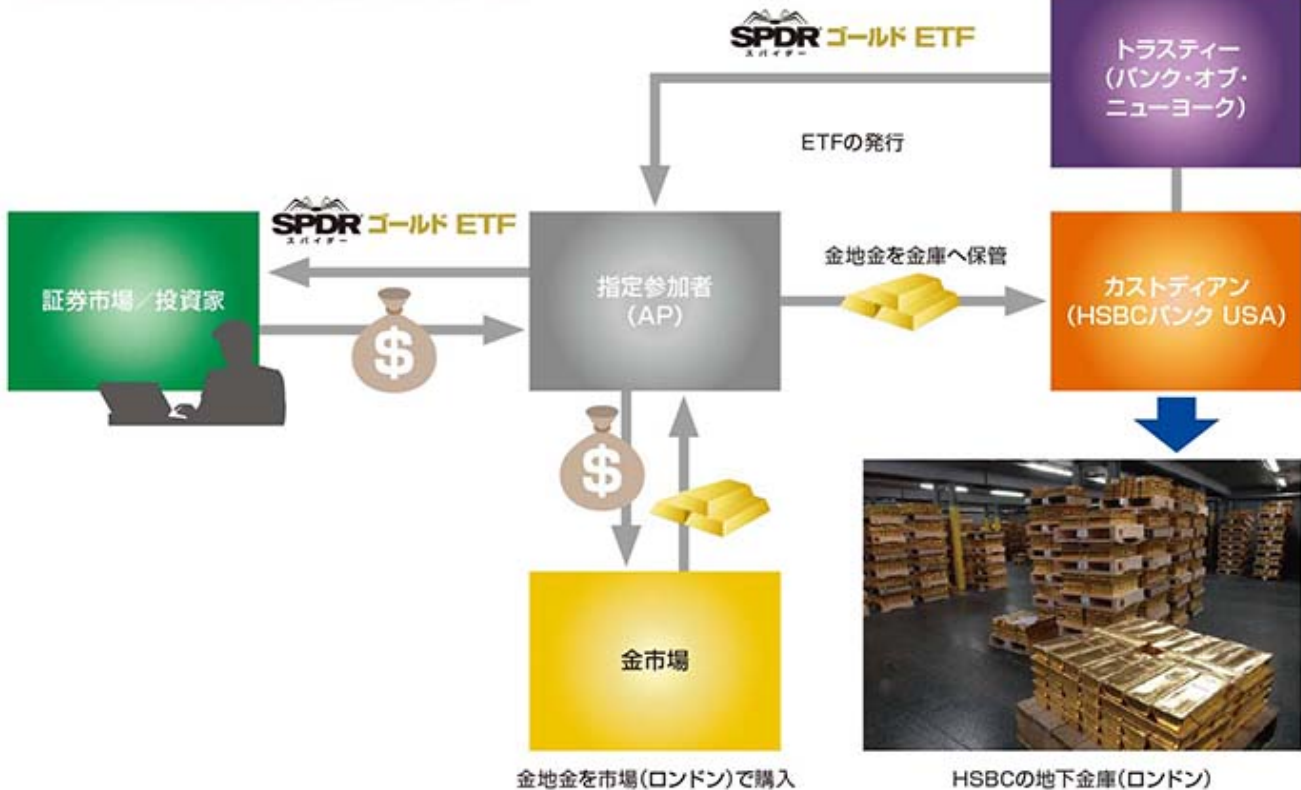 SPDR ゴールド ETF
スパイダー
トラスティー
(バンク・オブ・
ニューヨーク)
ETFの発行
SPDR ゴールド ETF
スパイダー
証券市場／投資家
指定参加者
(AP)
金地金を金庫へ保管
カストディアン
(HSBCバンク USA)
$
$
金市場
金地金を市場(ロンドン)で購入
HSBCの地下金庫(ロンドン)